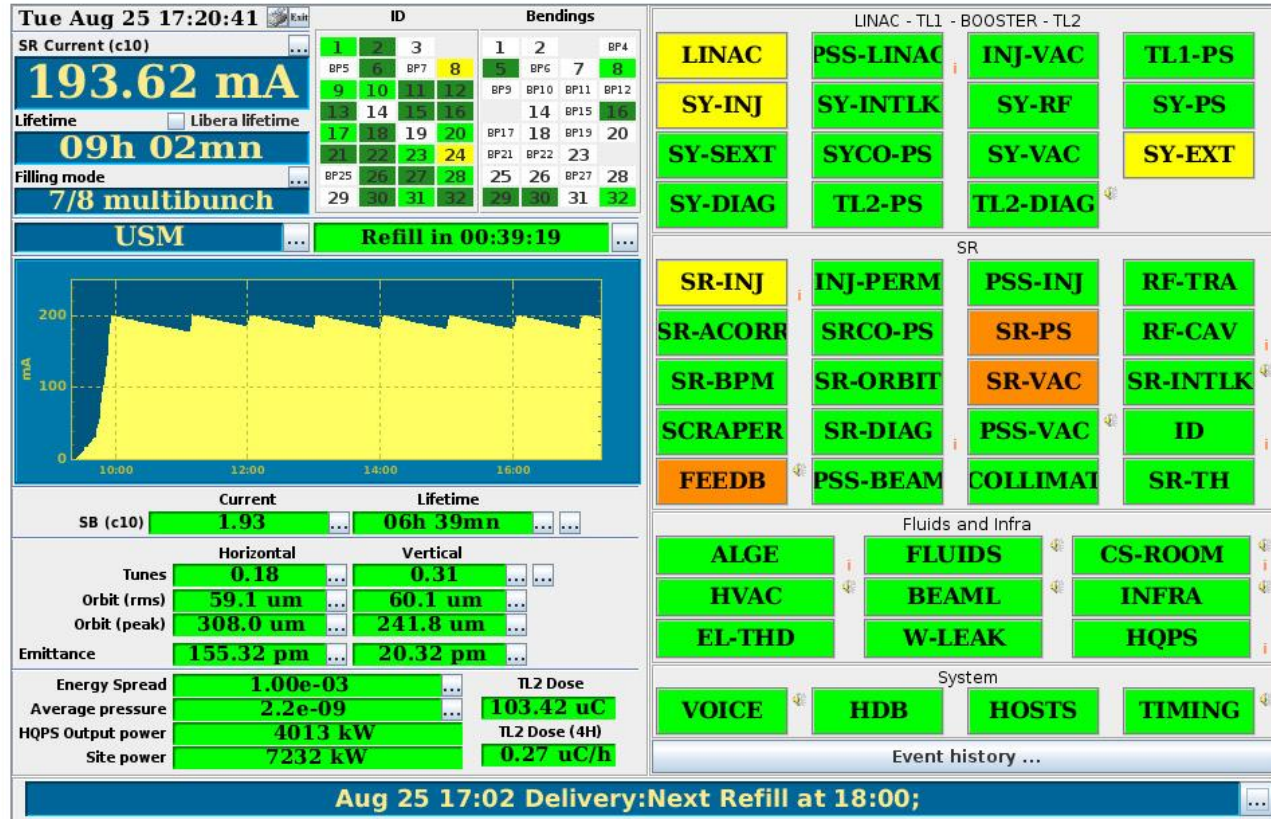 Tue Aug 25 17:20:41 Exit
SR Current (c10) ...
193.62 mA
Lifetime Libera lifetime
09h 02mn
Filling mode ...
7/8 multibunch
ID
1 2 3
BP5 6 BP7 8
9 10 11 12
13 14 15 16
17 18 19 20
21 22 23 24
BP25 26 27 28
29 30 31 32
Bendings
1 2 BP4
5 BP6 7 8
BP9 BP10 BP11 BP12
14 BP15 16
BP17 18 BP19 20
BP21 BP22 23
25 26 BP27 28
29 30 31 32
USM ... Refill in 00:39:19 ...
200
mA
100
0
10:00 12:00 14:00 16:00
Current Lifetime
SB (c10) 1.93 ... 06h 39mn ... ...
Horizontal Vertical
Tunes 0.18 ... 0.31 ... ...
Orbit (rms) 59.1 um ... 60.1 um ...
Orbit (peak) 308.0 um ... 241.8 um ...
Emittance 155.32 pm ... 20.32 pm ...
Energy Spread 1.00e-03 ...
Average pressure 2.2e-09 ...
HQPS Output power 4013 kW
Site power 7232 kW
TL2 Dose
103.42 uC
TL2 Dose (4H)
0.27 uC/h
LINAC - TL1 - BOOSTER - TL2
LINAC PSS-LINAC i INJ-VAC TL1-PS
SY-INJ SY-INTLK SY-RF SY-PS
SY-SEXT SYCO-PS SY-VAC SY-EXT
SY-DIAG TL2-PS TL2-DIAG
SR
SR-INJ i INJ-PERM PSS-INJ RF-TRA
SR-ACORR SRCO-PS SR-PS RF-CAV i
SR-BPM SR-ORBIT SR-VAC SR-INTLK
SCRAPER SR-DIAG i PSS-VAC ID i
FEEDB PSS-BEAM COLLIMAT SR-TH
Fluids and Infra
ALGE i FLUIDS CS-ROOM i
HVAC BEAML INFRA
EL-THD W-LEAK HQPS i
System
VOICE HDB HOSTS TIMING
Event history ...
Aug 25 17:02 Delivery:Next Refill at 18:00; ...